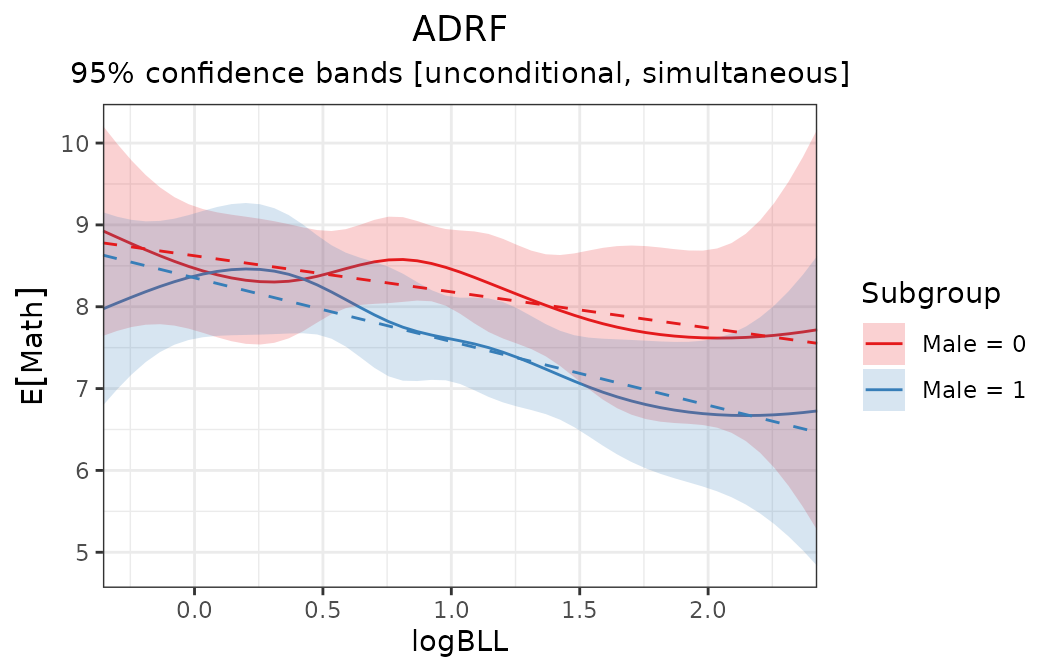 ADRF
95% confidence bands [unconditional, simultaneous]
E[Math]
10
9
8
7
6
5
0.0 0.5 1.0 1.5 2.0
logBLL
Subgroup
Male = 0
Male = 1